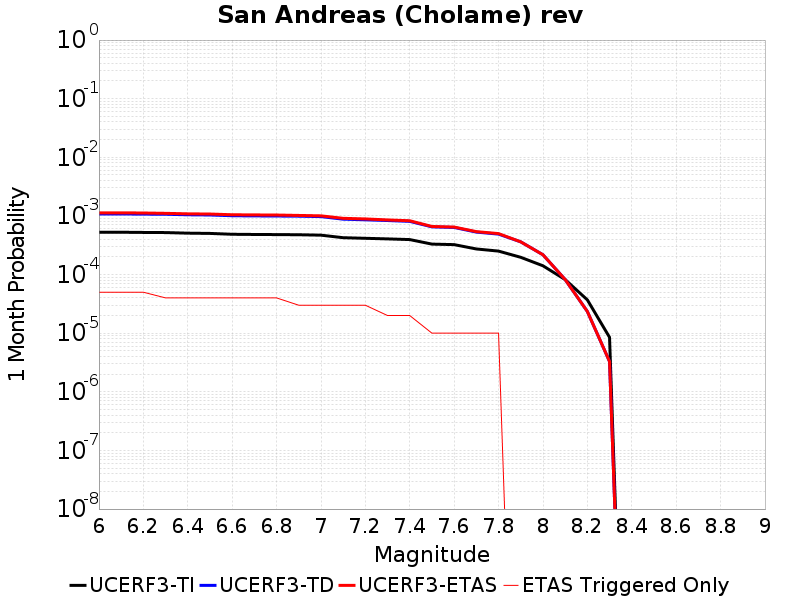 San Andreas (Cholame) rev
10^0
10^-1
10^-2
10^-3
10^-4
10^-5
10^-6
10^-7
10^-8
1 Month Probability
6 6.2 6.4 6.6 6.8 7 7.2 7.4 7.6 7.8 8 8.2 8.4 8.6 8.8 9
Magnitude
UCERF3-TI UCERF3-TD UCERF3-ETAS ETAS Triggered Only